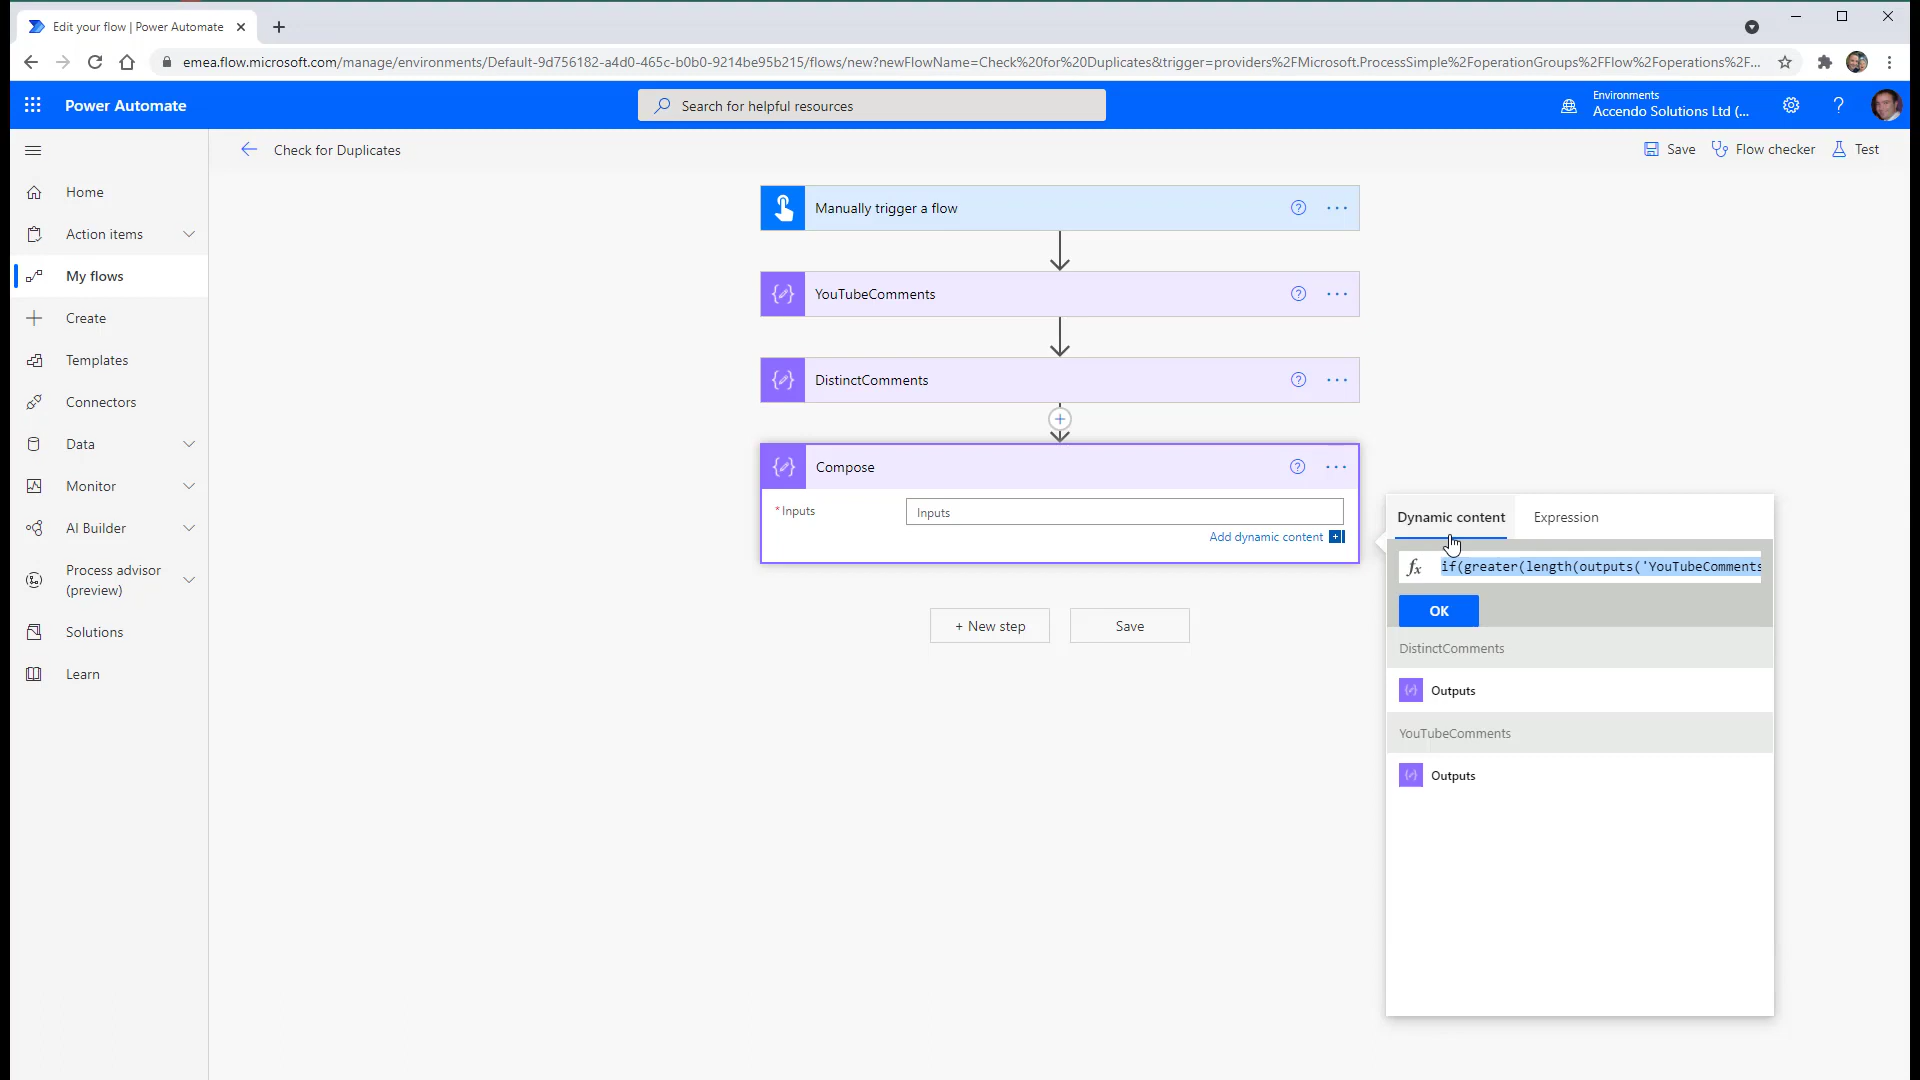 Edit your flow | Power Automate
emea.flow.microsoft.com/manage/environments/Default-9d756182-a4d0-465c-b0b0-9214be95b215/flows/new?newFlowName=Check%20for%20Duplicates&trigger=providers%2FMicrosoft.ProcessSimple%2FoperationGroups%2FFlow%2Foperations%2F...
Power Automate
Search for helpful resources
Environments
Accendo Solutions Ltd (...
Check for Duplicates
Save
Flow checker
Test
Home
Action items
My flows
Create
Templates
Connectors
Data
Monitor
AI Builder
Process advisor
(preview)
Solutions
Learn
Manually trigger a flow
YouTubeComments
DistinctComments
Compose
* Inputs
Inputs
Add dynamic content
+ New step
Save
Dynamic content
Expression
fx
if(greater(length(outputs('YouTubeComments
OK
DistinctComments
Outputs
YouTubeComments
Outputs